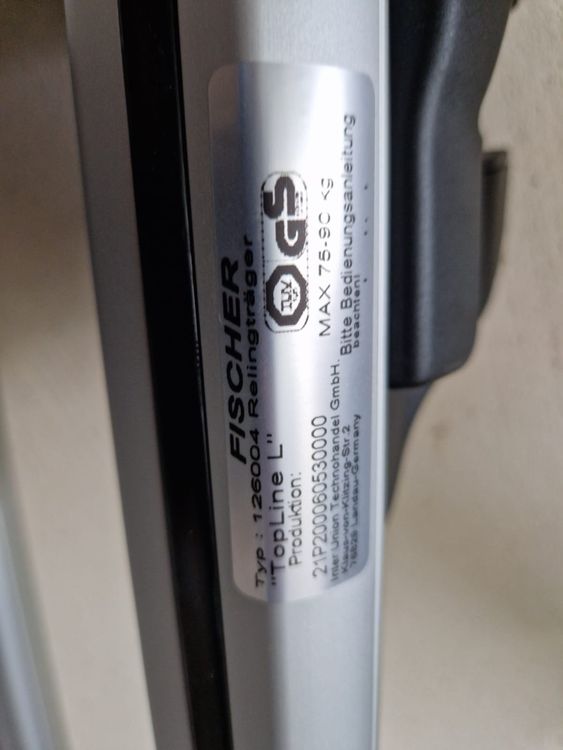 FISCHER
Typ : 126004 Relingträger
"TopLine L"
TÜV
GS
Produktion:
21P200060530000
MAX 75-90 kg
Inter Union Technohandel GmbH.
Klaus-von-Klitzing-Str.2
76829 Landau-Germany
Bitte Bedienungsanleitung
beachten!